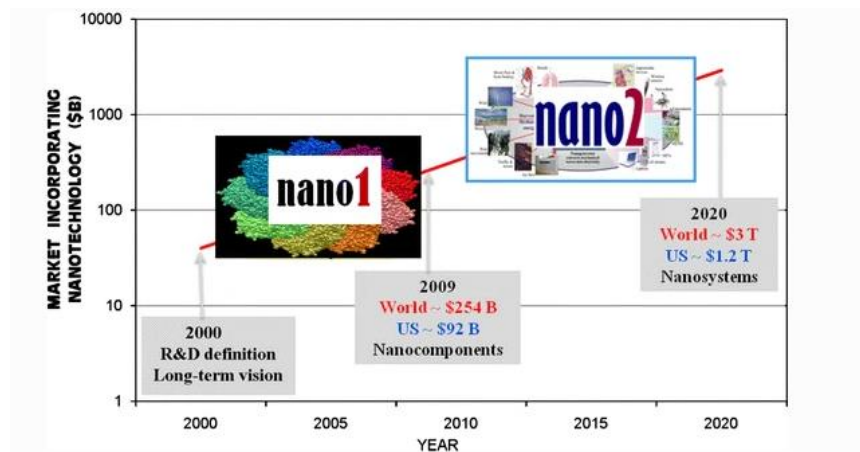 MARKET INCORPORATING
NANOTECHNOLOGY ($B)
10000
1000
100
10
1
nano1
nano2
2000
R&D definition
Long-term vision
2009
World ~ $254 B
US ~ $92 B
Nanocomponents
2020
World ~ $3 T
US ~ $1.2 T
Nanosystems
2000
2005
2010
2015
2020
YEAR